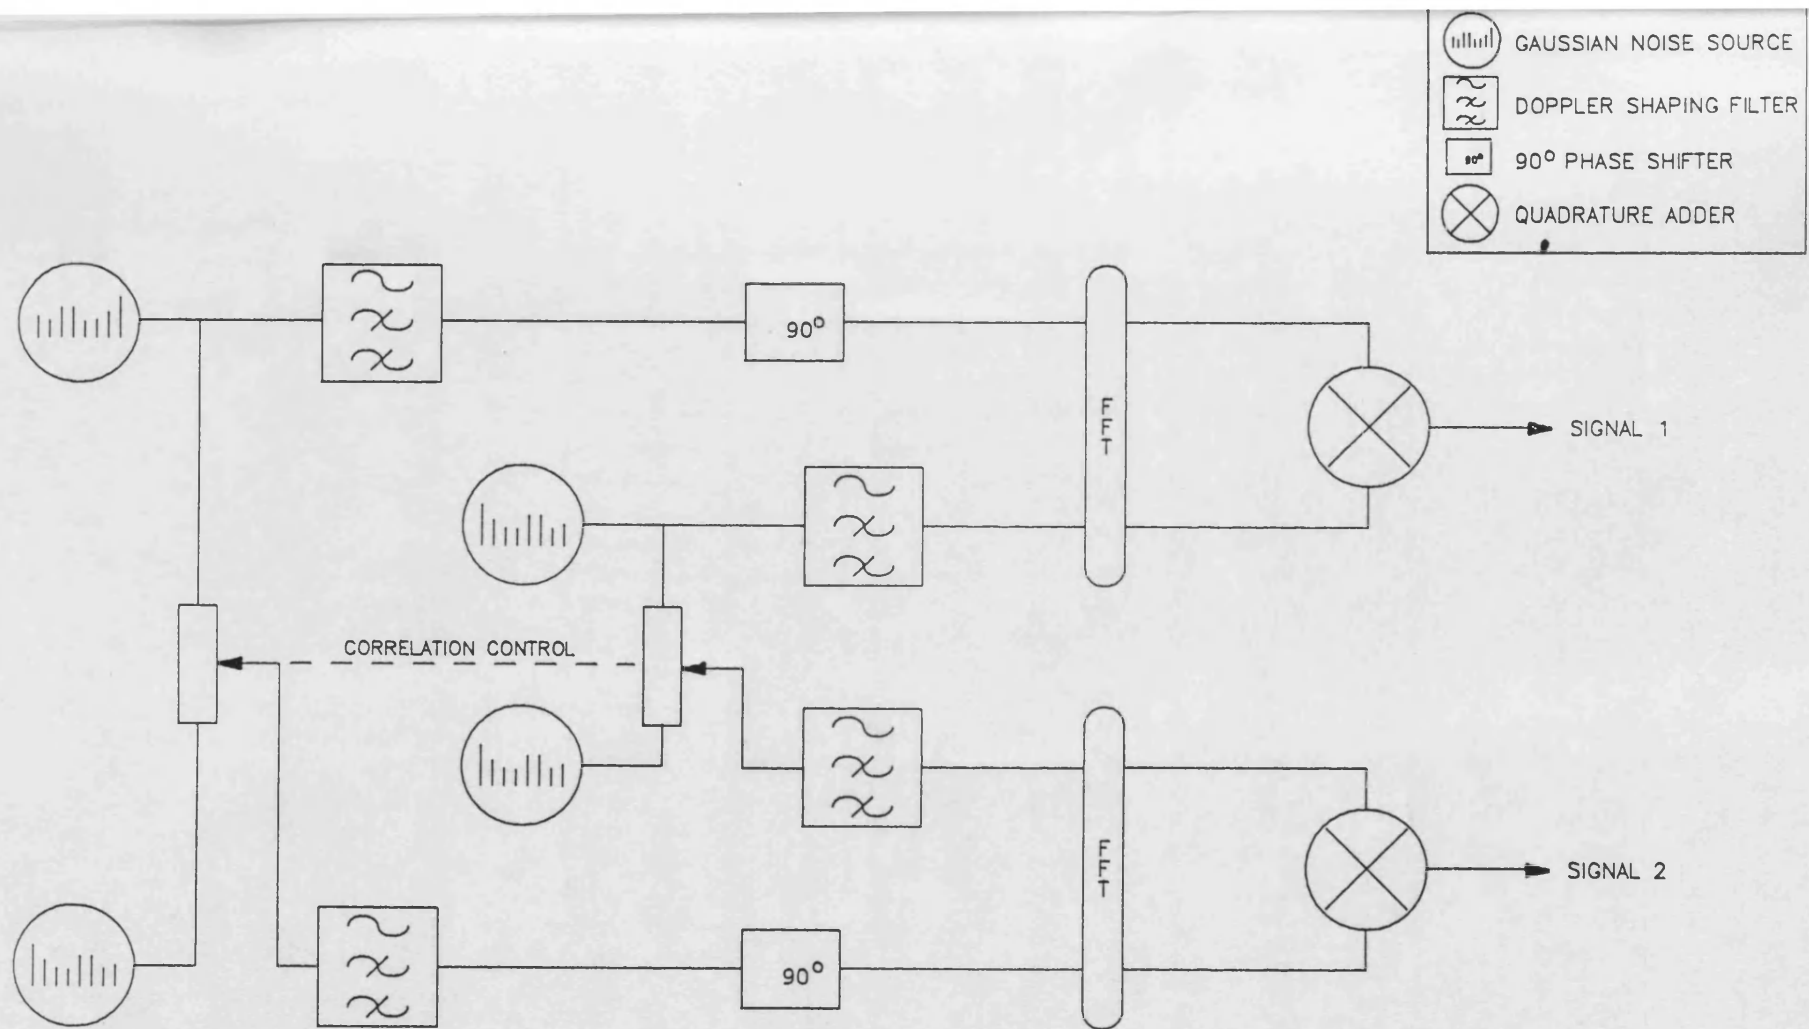 GAUSSIAN NOISE SOURCE
DOPPLER SHAPING FILTER
90° 90° PHASE SHIFTER
QUADRATURE ADDER
90°
FFT
SIGNAL 1
CORRELATION CONTROL
FFT
SIGNAL 2
90°